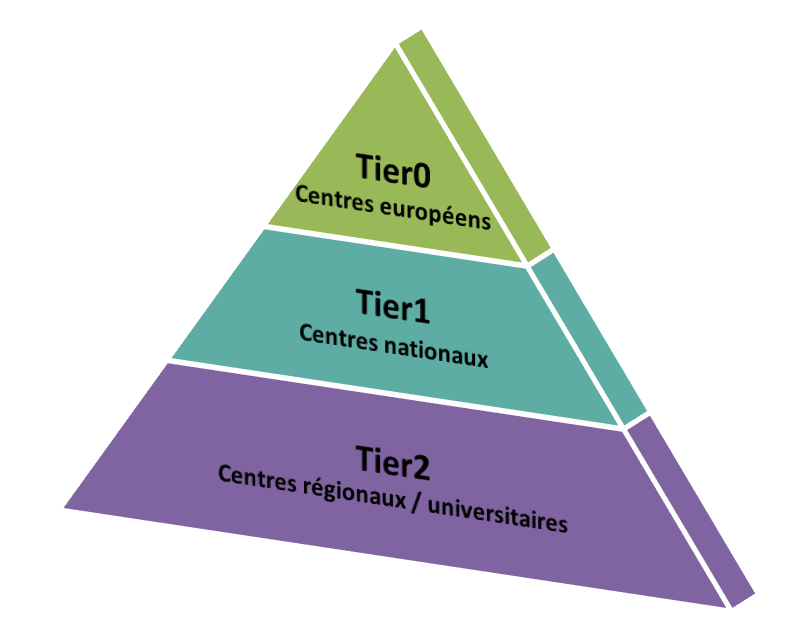 Tier0
Centres européens
Tier1
Centres nationaux
Tier2
Centres régionaux / universitaires